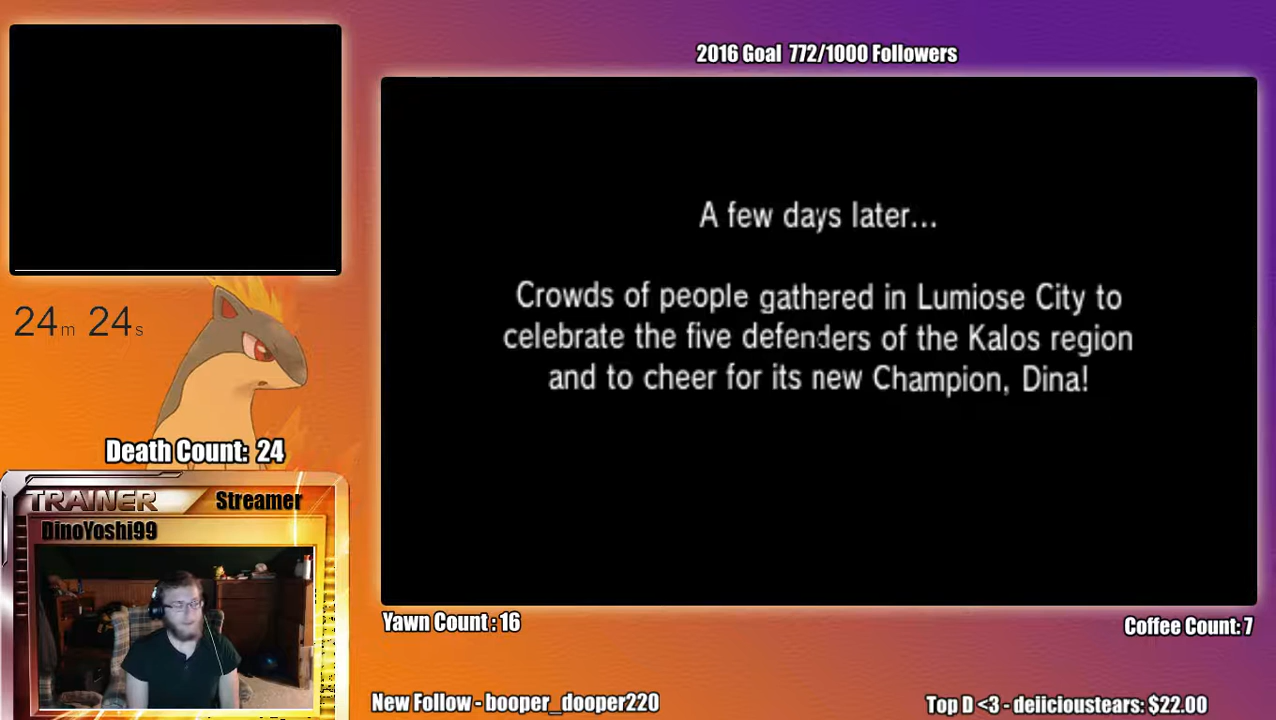 2016 Goal 772/1000 Followers
A few days later...
Crowds of people gathered in Lumiose City to
celebrate the five defenders of the Kalos region
and to cheer for its new Champion, Dina!
24m 24s
Death Count: 24
TRAINER Streamer
DinoYoshi99
Yawn Count : 16
Coffee Count: 7
New Follow - booper_dooper220
Top D <3 - deiicioustears: $22.00